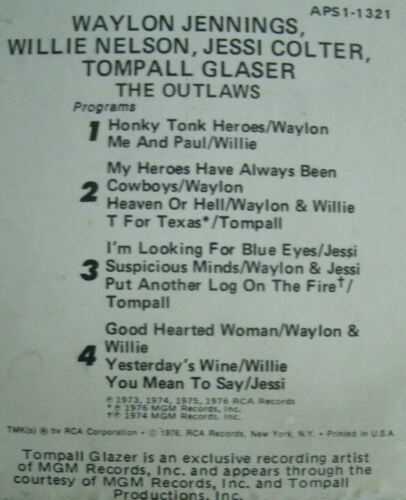 APS1-1321
WAYLON JENNINGS,
WILLIE NELSON, JESSI COLTER,
TOMPALL GLASER
THE OUTLAWS
Programs
1 Honky Tonk Heroes/Waylon
Me And Paul/Willie
My Heroes Have Always Been
2 Cowboys/Waylon
Heaven Or Hell/Waylon & Willie
T For Texas*/Tompall
I'm Looking For Blue Eyes/Jessi
3 Suspicious Minds/Waylon & Jessi
Put Another Log On The Fire†/
Tompall
Good Hearted Woman/Waylon &
4 Willie
Yesterday's Wine/Willie
You Mean To Say/Jessi
℗ 1973, 1974, 1975, 1976 RCA Records
* ℗ 1976 MGM Records, Inc.
†℗ 1974 MGM Records, Inc.
TMK(s) ® by RCA Corporation • © 1976, RCA Records, New York, N.Y. • Printed in U.S.A.
Tompall Glazer is an exclusive recording artist
of MGM Records, Inc. and appears through the
courtesy of MGM Records, Inc. and Tompall
Productions, Inc.